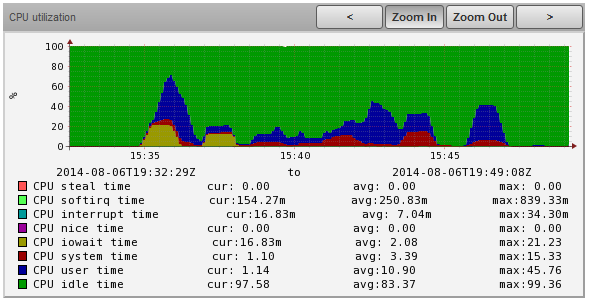 CPU utilization < Zoom In Zoom Out >
100
80
60
%
40
20
0
15:35 15:40 15:45
2014-08-06T19:32:29Z to 2014-08-06T19:49:08Z
CPU steal time cur: 0.00 avg: 0.00 max: 0.00
CPU softirq time cur:154.27m avg:250.83m max:839.33m
CPU interrupt time cur:16.83m avg: 7.04m max:34.30m
CPU nice time cur: 0.00 avg: 0.00 max: 0.00
CPU iowait time cur:16.83m avg: 2.08 max:21.23
CPU system time cur: 1.10 avg: 3.39 max:15.33
CPU user time cur: 1.14 avg:10.90 max:45.76
CPU idle time cur:97.58 avg:83.37 max:99.36